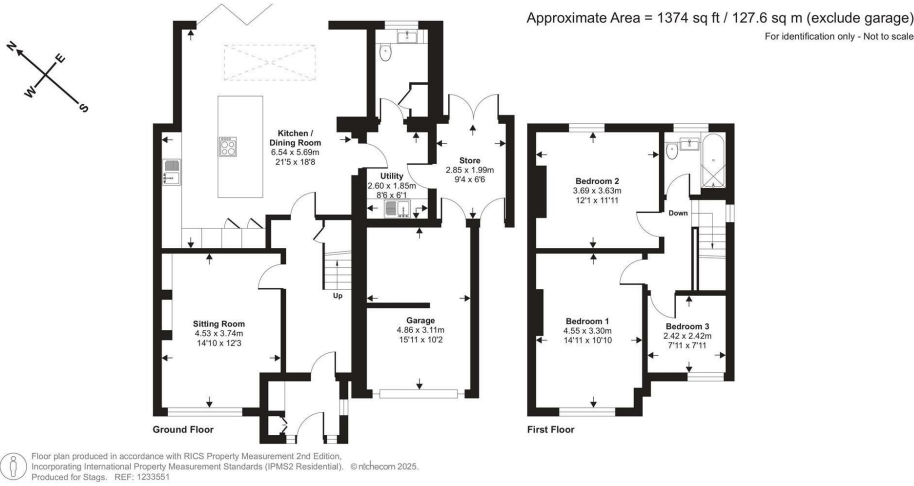 Approximate Area = 1374 sq ft / 127.6 sq m (exclude garage)
For identification only - Not to scale
N
E
W
S
Kitchen /
Dining Room
6.54 x 5.69m
21'5 x 18'8
Utility
2.60 x 1.85m
8'6 x 6'1
Store
2.85 x 1.99m
9'4 x 6'6
Up
Sitting Room
4.53 x 3.74m
14'10 x 12'3
Garage
4.86 x 3.11m
15'11 x 10'2
Ground Floor
Bedroom 2
3.69 x 3.63m
12'1 x 11'11
Down
Bedroom 1
4.55 x 3.30m
14'11 x 10'10
Bedroom 3
2.42 x 2.42m
7'11 x 7'11
First Floor
Floor plan produced in accordance with RICS Property Measurement 2nd Edition,
Incorporating International Property Measurement Standards (IPMS2 Residential). © nichecom 2025.
Produced for Stags. REF: 1233551